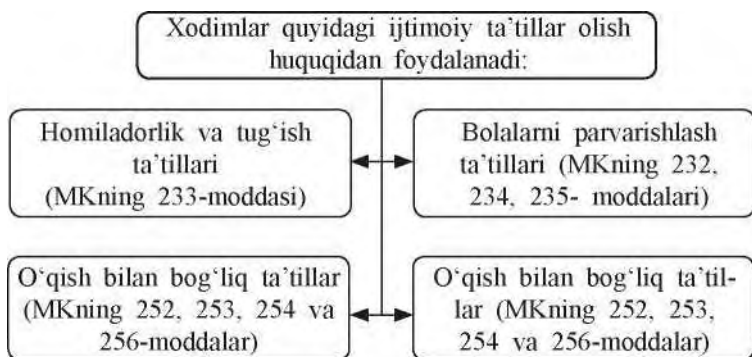 Xodimlar quyidagi ijtimoiy ta’tillar olish
huquqidan foydalanadi:
Homiladorlik va tug‘ish
ta’tillari
(MKning 233-moddasi)
Bolalarni parvarishlash
ta’tillari (MKning 232,
234, 235- moddalari)
O‘qish bilan bog‘liq ta’tillar
(MKning 252, 253, 254 va
256-moddalar)
O‘qish bilan bog‘liq ta’til-
lar (MKning 252, 253,
254 va 256-moddalar)